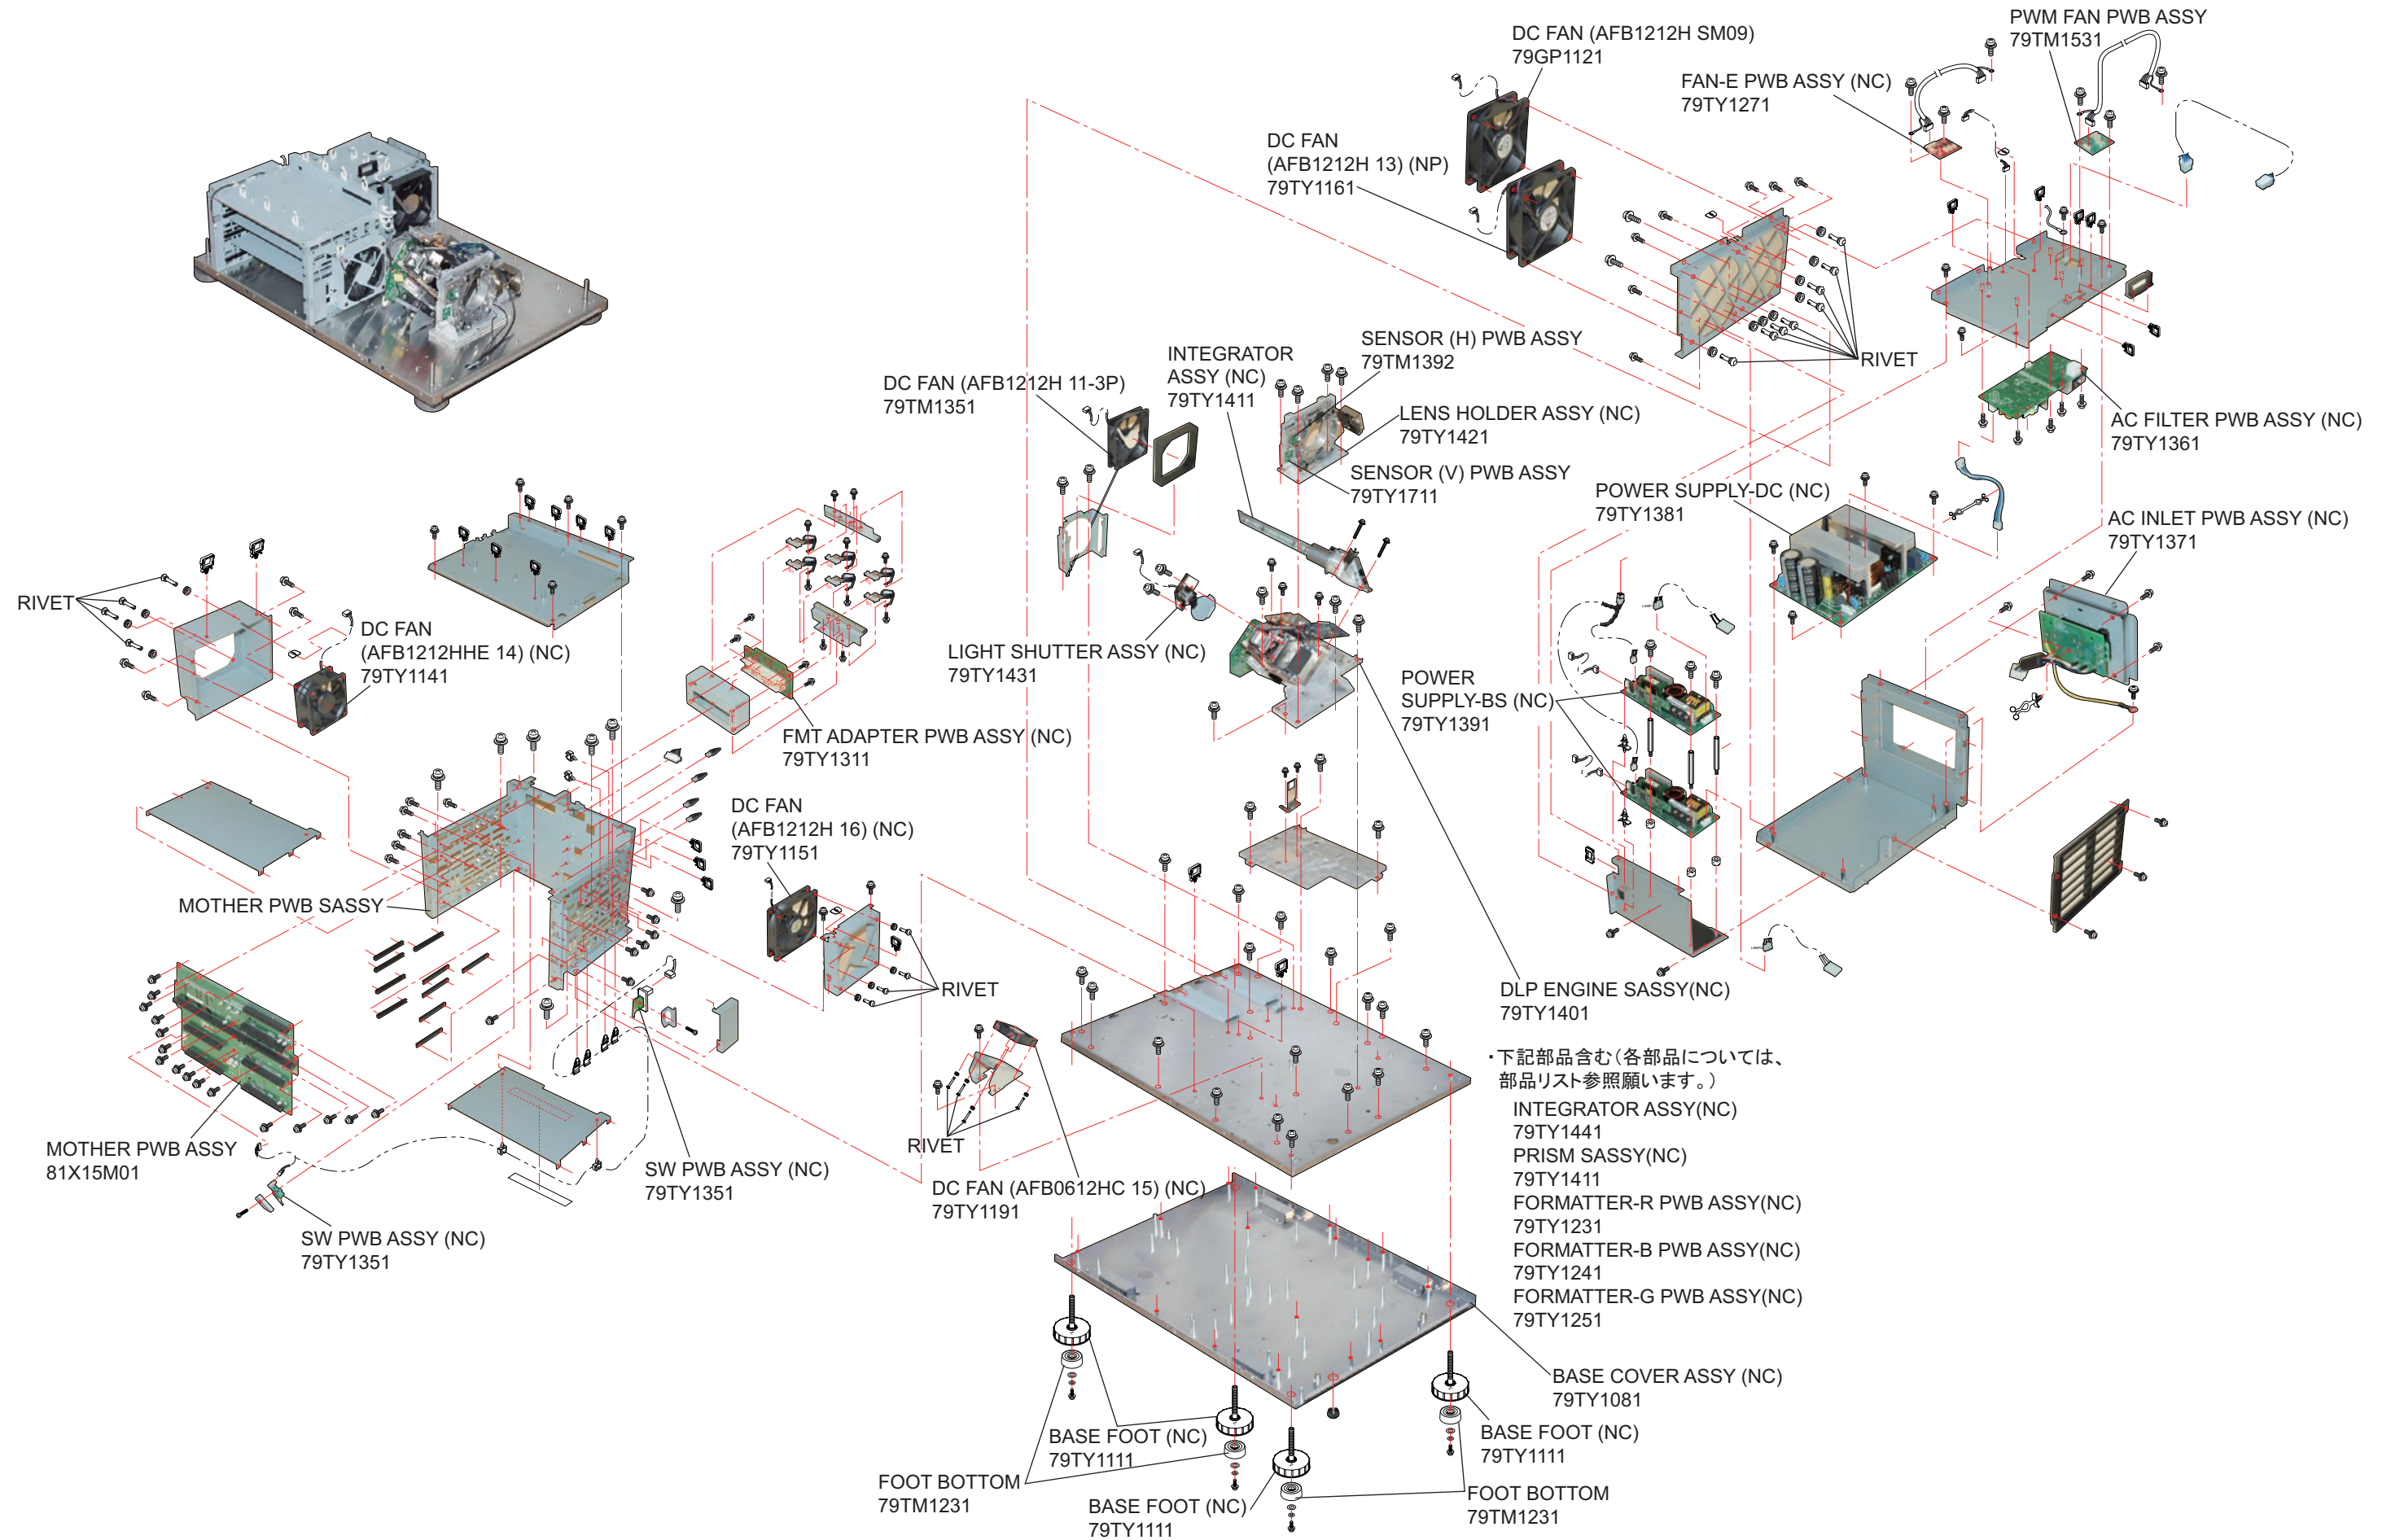 DC FAN (AFB1212H SM09)
79GP1121
PWM FAN PWB ASSY
79TM1531
FAN-E PWB ASSY (NC)
79TY1271
DC FAN
(AFB1212H 13) (NP)
79TY1161
RIVET
SENSOR (H) PWB ASSY
79TM1392
INTEGRATOR
ASSY (NC)
79TY1411
DC FAN (AFB1212H 11-3P)
79TM1351
LENS HOLDER ASSY (NC)
79TY1421
SENSOR (V) PWB ASSY
79TY1711
AC FILTER PWB ASSY (NC)
79TY1361
POWER SUPPLY-DC (NC)
79TY1381
AC INLET PWB ASSY (NC)
79TY1371
RIVET
DC FAN
(AFB1212HHE 14) (NC)
79TY1141
LIGHT SHUTTER ASSY (NC)
79TY1431
POWER
SUPPLY-BS (NC)
79TY1391
FMT ADAPTER PWB ASSY (NC)
79TY1311
DC FAN
(AFB1212H 16) (NC)
79TY1151
MOTHER PWB SASSY
RIVET
DLP ENGINE SASSY(NC)
79TY1401
・下記部品含む（各部品については、
部品リスト参照願います。）
INTEGRATOR ASSY(NC)
79TY1441
PRISM SASSY(NC)
79TY1411
FORMATTER-R PWB ASSY(NC)
79TY1231
FORMATTER-B PWB ASSY(NC)
79TY1241
FORMATTER-G PWB ASSY(NC)
79TY1251
MOTHER PWB ASSY
81X15M01
RIVET
SW PWB ASSY (NC)
79TY1351
DC FAN (AFB0612HC 15) (NC)
79TY1191
SW PWB ASSY (NC)
79TY1351
BASE COVER ASSY (NC)
79TY1081
BASE FOOT (NC)
79TY1111
BASE FOOT (NC)
79TY1111
FOOT BOTTOM
79TM1231
BASE FOOT (NC)
79TY1111
FOOT BOTTOM
79TM1231